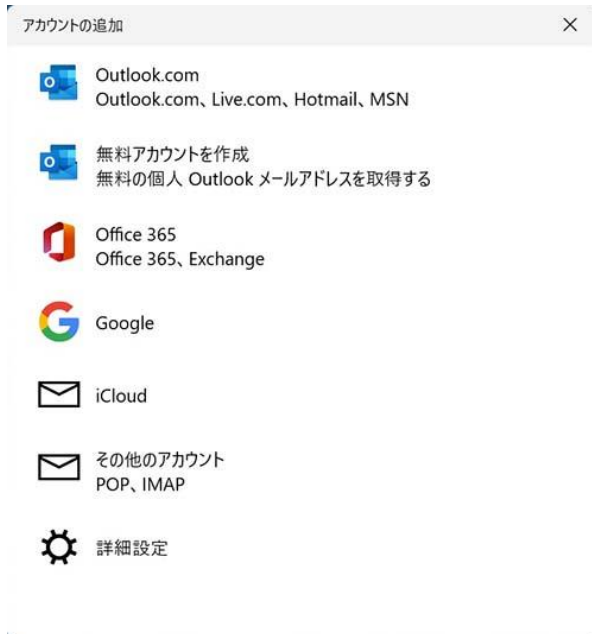 アカウントの追加
Outlook.com
Outlook.com、Live.com、Hotmail、MSN
無料アカウントを作成
無料の個人 Outlook メールアドレスを取得する
Office 365
Office 365、Exchange
Google
iCloud
その他のアカウント
POP、IMAP
詳細設定